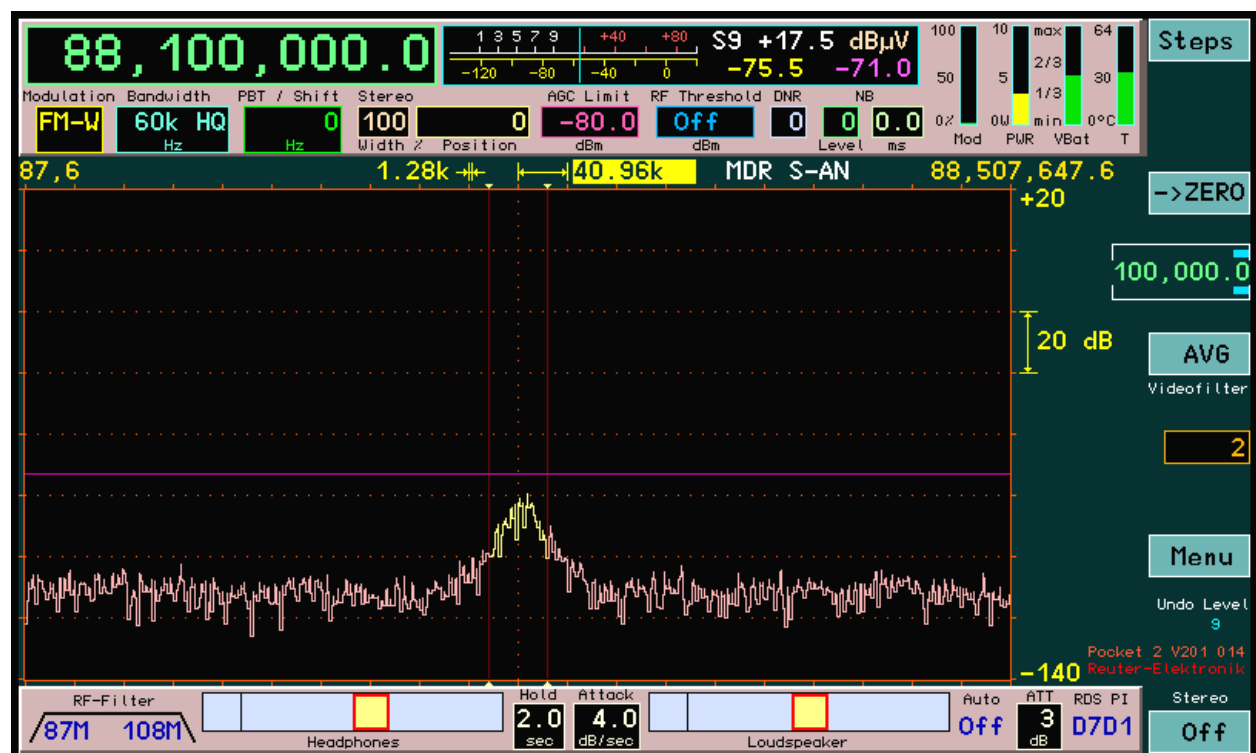 88,100,000.0
1 3 5 7 9 +40 +80 S9 +17.5 dBµV
-120 -80 -40 0 -75.5 -71.0
100 10 max 64
50 5 2/3 1/3 30
0% 0W min 0°C
Mod PWR VBat T
Steps
Modulation Bandwidth PBT / Shift Stereo AGC Limit RF Threshold DNR NB
FM-W 60k HQ 0 100 0 -80.0 Off 0 0 0.0
Hz Hz Width % Position dBm dBm Level ms
87,6 1.28k 40.96k MDR S-AN 88,507,647.6
+20
->ZERO
100,000.0
20 dB
AVG
Videofilter
2
Menu
Undo Level
9
Pocket 2 V201 014
-140 Reuter-Elektronik
RF-Filter
87M 108M
Headphones
Hold Attack
2.0 4.0
sec dB/sec
Loudspeaker
Auto ATT RDS PI
Off 3 D7D1
dB
Stereo
Off